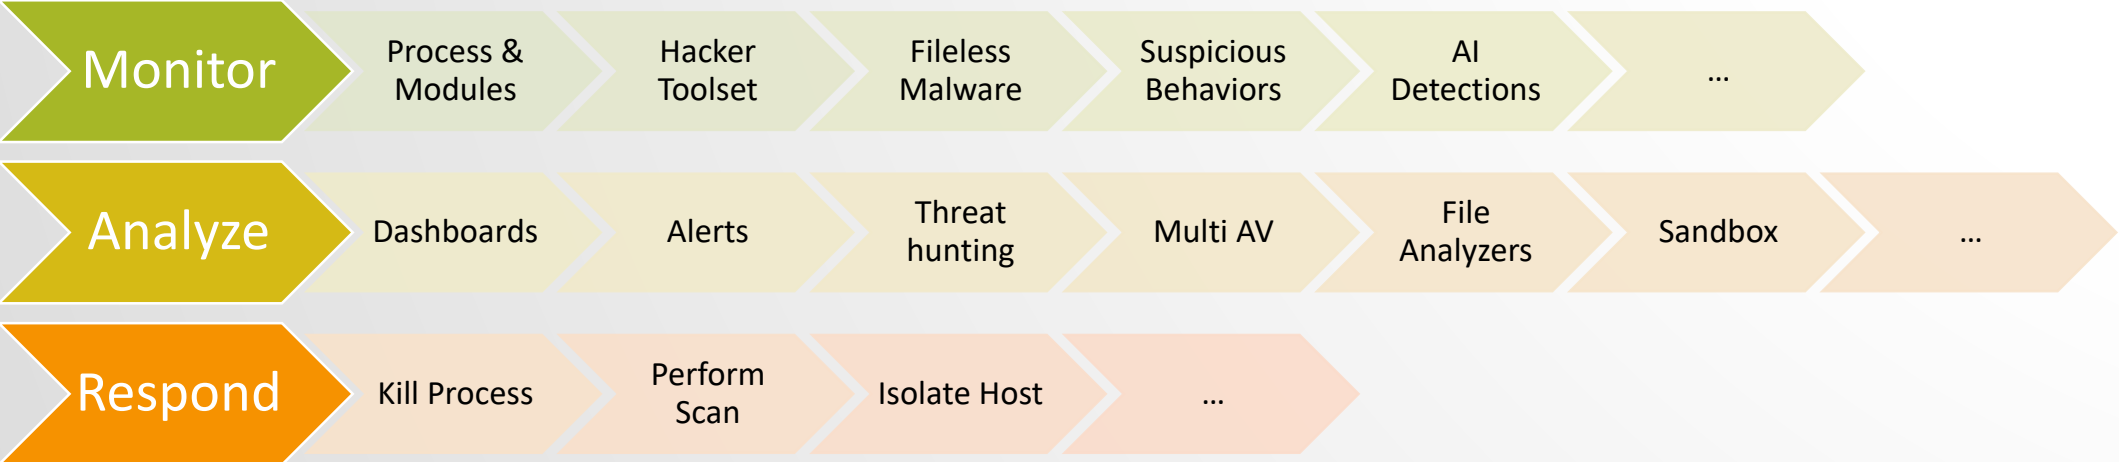 Monitor
Process &
Modules
Hacker
Toolset
Fileless
Malware
Suspicious
Behaviors
AI
Detections
...
Analyze
Dashboards
Alerts
Threat
hunting
Multi AV
File
Analyzers
Sandbox
...
Respond
Kill Process
Perform
Scan
Isolate Host
...